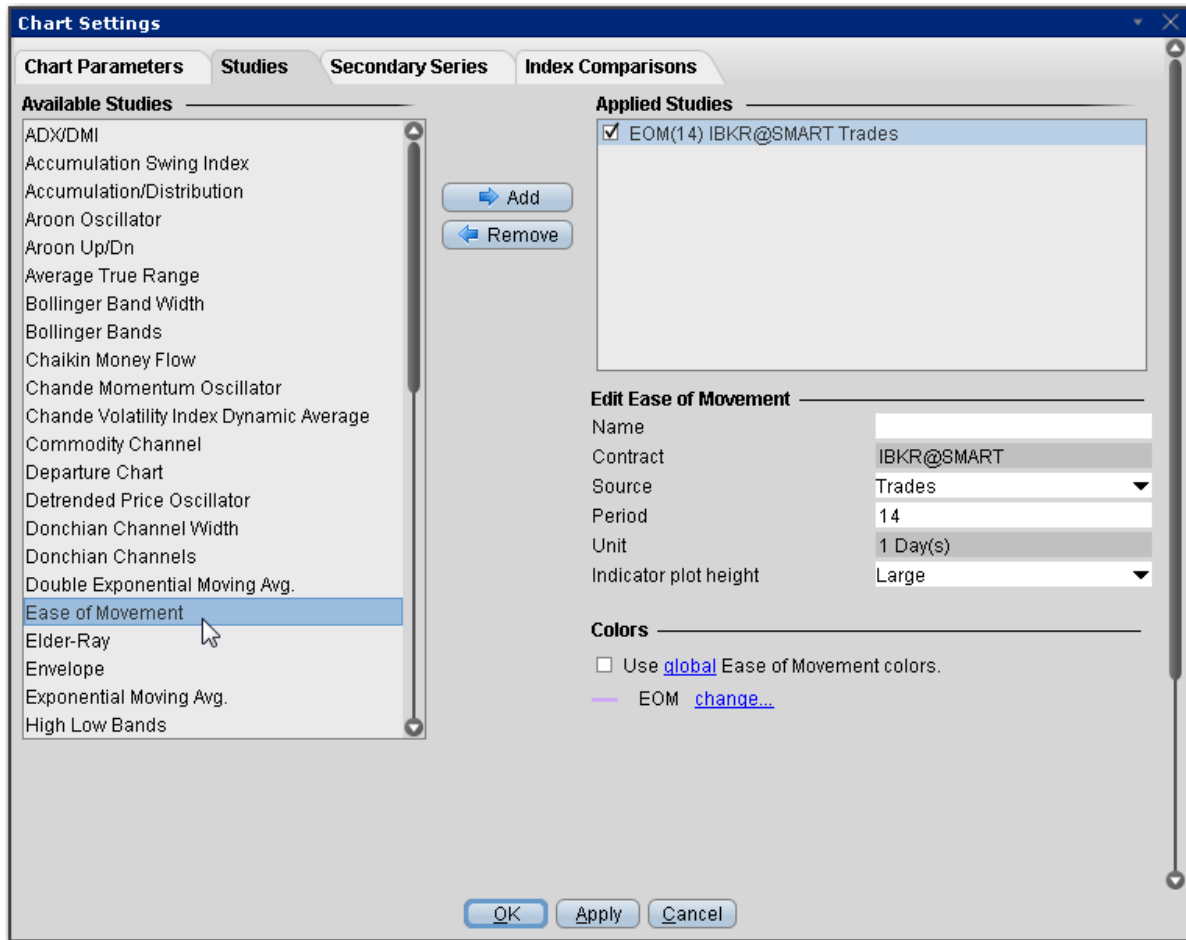 Chart Settings
Chart Parameters
Studies
Secondary Series
Index Comparisons
Available Studies
ADX/DMI
Accumulation Swing Index
Accumulation/Distribution
Aroon Oscillator
Aroon Up/Dn
Average True Range
Bollinger Band Width
Bollinger Bands
Chaikin Money Flow
Chande Momentum Oscillator
Chande Volatility Index Dynamic Average
Commodity Channel
Departure Chart
Detrended Price Oscillator
Donchian Channel Width
Donchian Channels
Double Exponential Moving Avg.
Ease of Movement
Elder-Ray
Envelope
Exponential Moving Avg.
High Low Bands
Add
Remove
Applied Studies
EOM(14) IBKR@SMART Trades
Edit Ease of Movement
Name
Contract IBKR@SMART
Source Trades
Period 14
Unit 1 Day(s)
Indicator plot height Large
Colors
Use global Ease of Movement colors.
EOM change...
OK Apply Cancel